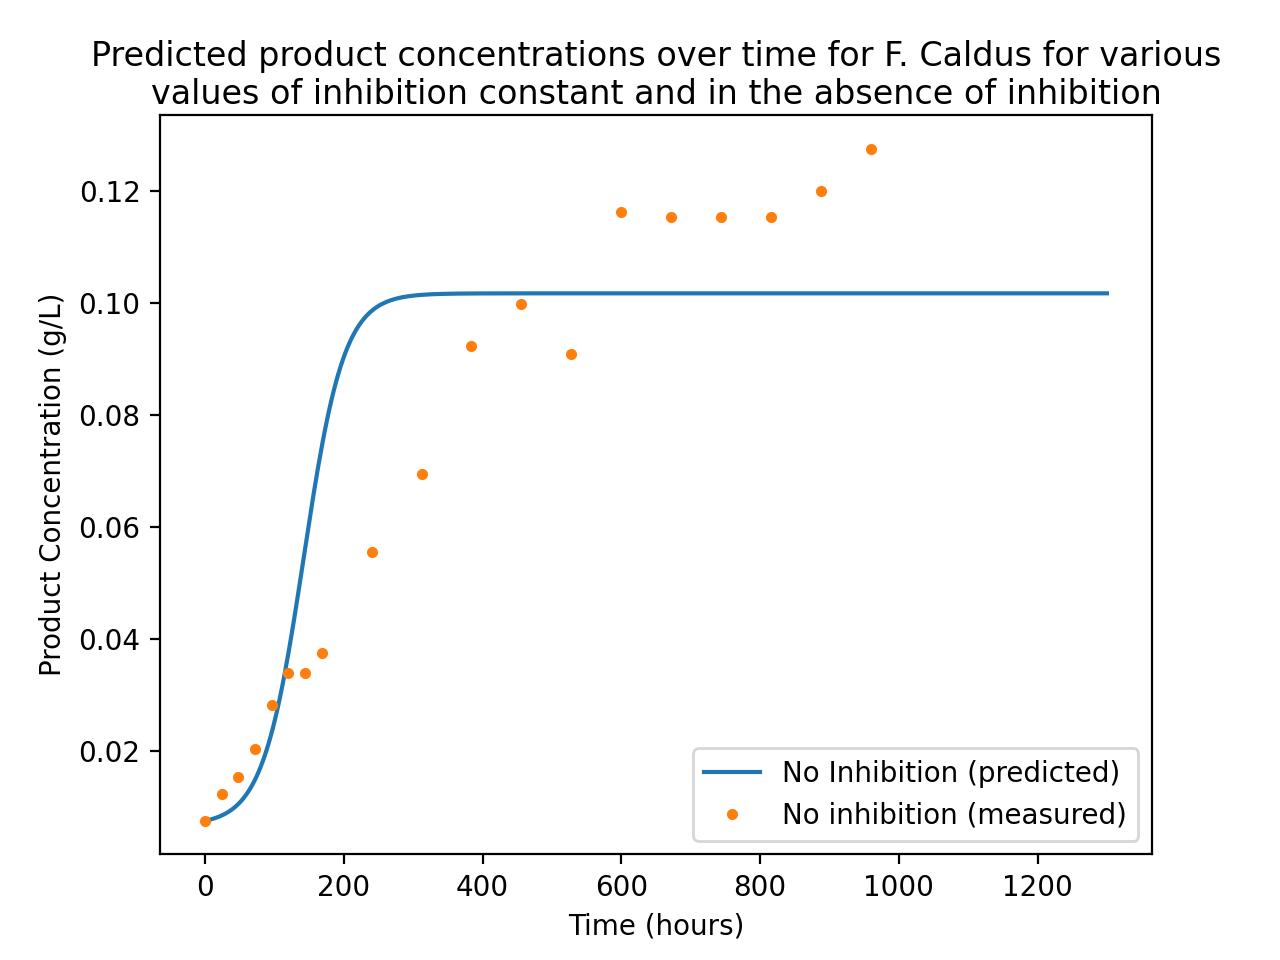 Predicted product concentrations over time for F. Caldus for various
values of inhibition constant and in the absence of inhibition
0.12
0.10
0.08
0.06
0.04
0.02
Product Concentration (g/L)
No Inhibition (predicted)
No inhibition (measured)
0 200 400 600 800 1000 1200
Time (hours)